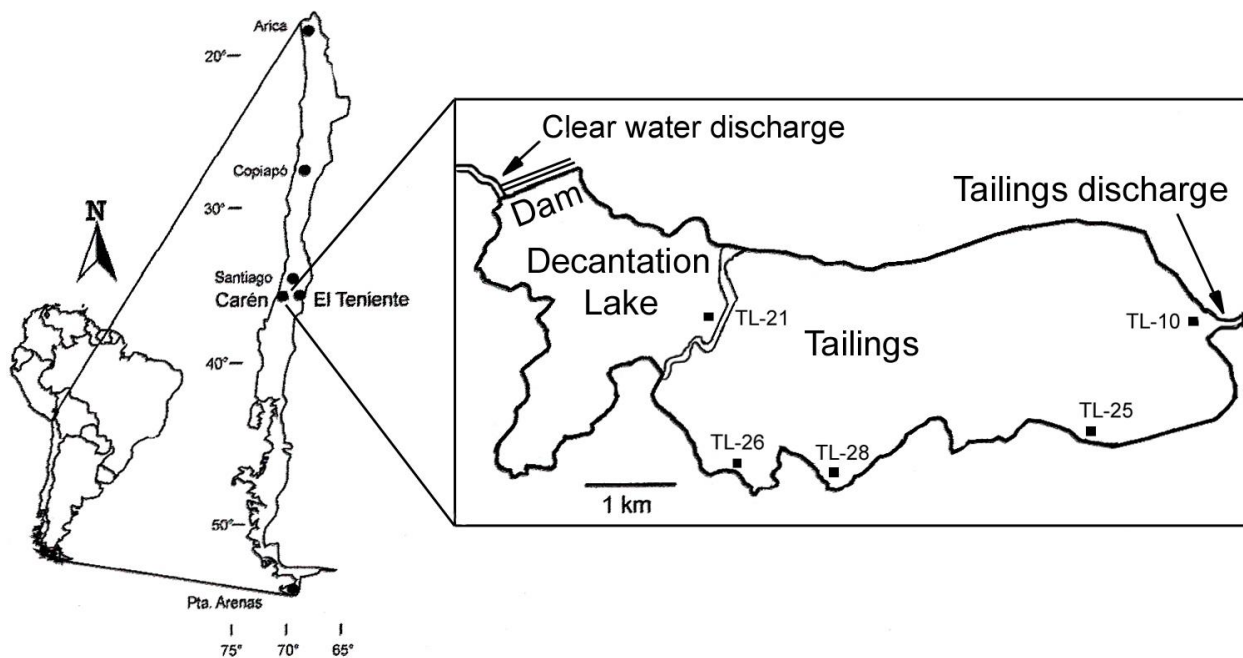 Arica
20°
Copiapó
30°
Santiago
Carén
El Teniente
40°
50°
Pta. Arenas
75°
70°
65°
N
Clear water discharge
Dam
Decantation
Lake
Tailings discharge
TL-21
Tailings
TL-10
TL-25
TL-26
TL-28
1 km